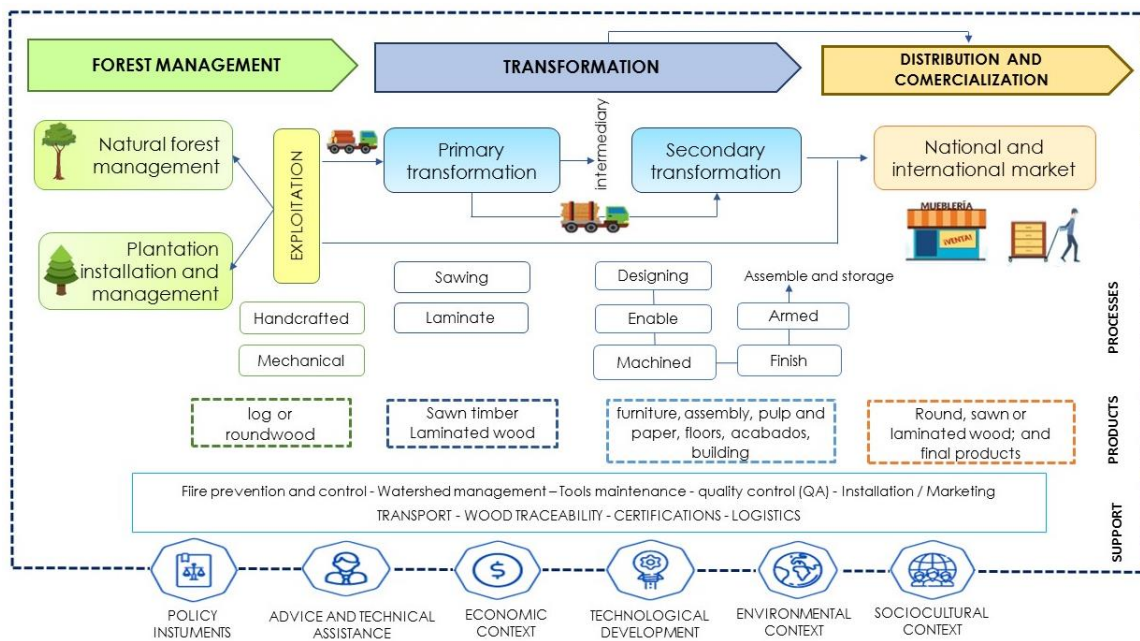 FOREST MANAGEMENT
TRANSFORMATION
DISTRIBUTION AND
COMERCIALIZATION
Natural forest
management
Plantation
installation and
management
EXPLOITATION
Primary
transformation
intermediary
Secondary
transformation
National and
international market
MUEBLERÍA
¡VENTA!
Handcrafted
Mechanical
Sawing
Laminate
Designing
Enable
Machined
Assemble and storage
Armed
Finish
PROCESSES
log or
roundwood
Sawn timber
Laminated wood
furniture, assembly, pulp and
paper, floors, acabados,
building
Round, sawn or
laminated wood; and
final products
PRODUCTS
Fiire prevention and control - Watershed management – Tools maintenance - quality control (QA) - Installation / Marketing
TRANSPORT - WOOD TRACEABILITY - CERTIFICATIONS - LOGISTICS
SUPPORT
POLICY
INSTUMENTS
ADVICE AND TECHNICAL
ASSISTANCE
ECONOMIC
CONTEXT
TECHNOLOGICAL
DEVELOPMENT
ENVIRONMENTAL
CONTEXT
SOCIOCULTURAL
CONTEXT